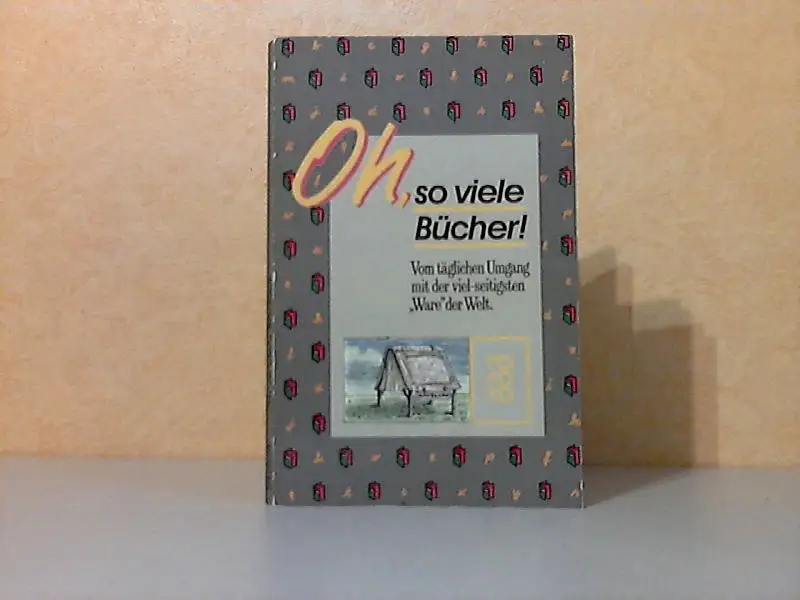 Oh, so viele
Bücher!
Vom täglichen Umgang
mit der viel-seitigsten
„Ware" der Welt.